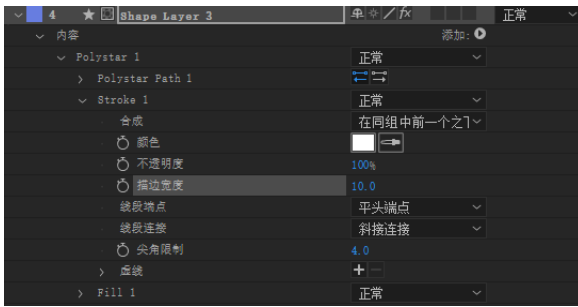 4 Shape Layer 3 fx 正常
内容 添加:
Polystar 1 正常
Polystar Path 1
Stroke 1 正常
合成 在同组中前一个之下
颜色
不透明度 100%
描边宽度 10.0
线段端点 平头端点
线段连接 斜接连接
尖角限制 4.0
虚线 + −
Fill 1 正常